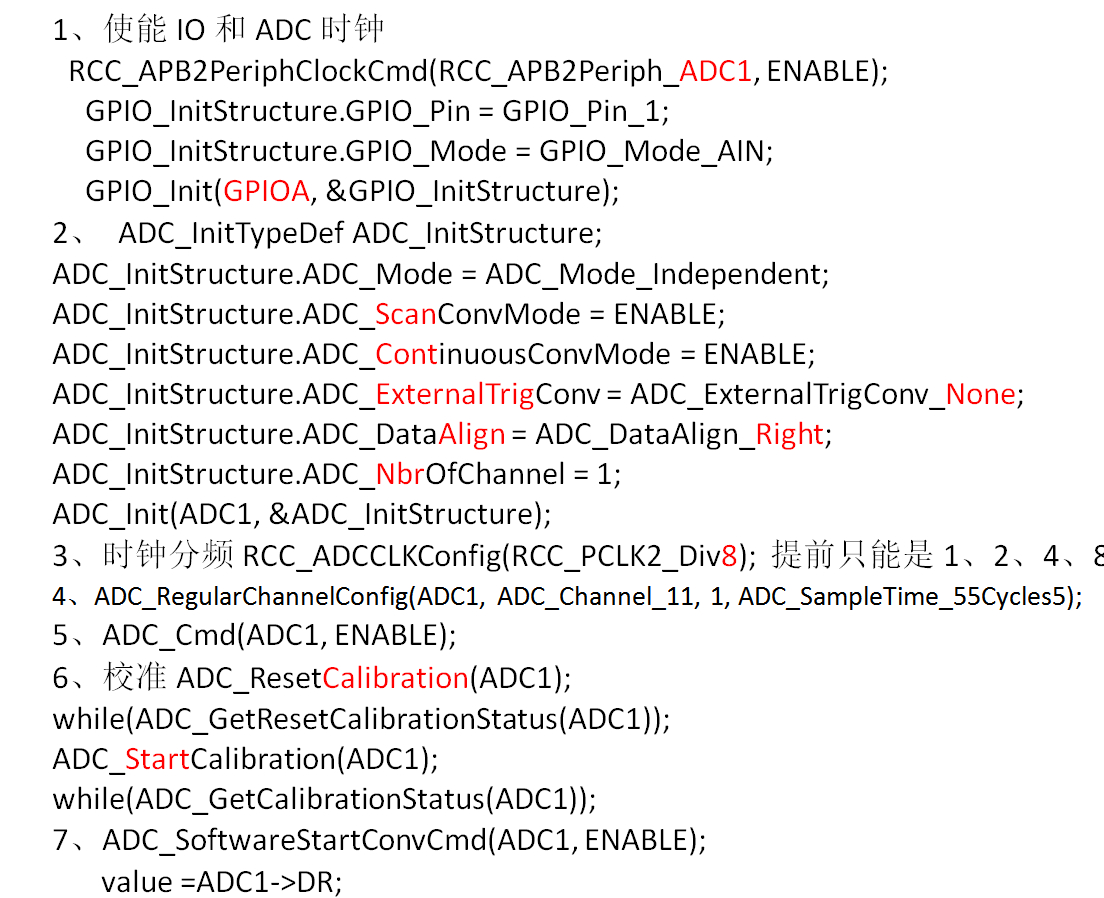 1、使能 IO 和 ADC 时钟
RCC_APB2PeriphClockCmd(RCC_APB2Periph_ADC1, ENABLE);
GPIO_InitStructure.GPIO_Pin = GPIO_Pin_1;
GPIO_InitStructure.GPIO_Mode = GPIO_Mode_AIN;
GPIO_Init(GPIOA, &GPIO_InitStructure);
2、 ADC_InitTypeDef ADC_InitStructure;
ADC_InitStructure.ADC_Mode = ADC_Mode_Independent;
ADC_InitStructure.ADC_ScanConvMode = ENABLE;
ADC_InitStructure.ADC_ContinuousConvMode = ENABLE;
ADC_InitStructure.ADC_ExternalTrigConv = ADC_ExternalTrigConv_None;
ADC_InitStructure.ADC_DataAlign = ADC_DataAlign_Right;
ADC_InitStructure.ADC_NbrOfChannel = 1;
ADC_Init(ADC1, &ADC_InitStructure);
3、时钟分频 RCC_ADCCLKConfig(RCC_PCLK2_Div8); 提前只能是 1、2、4、8
4、ADC_RegularChannelConfig(ADC1, ADC_Channel_11, 1, ADC_SampleTime_55Cycles5);
5、ADC_Cmd(ADC1, ENABLE);
6、校准 ADC_ResetCalibration(ADC1);
while(ADC_GetResetCalibrationStatus(ADC1));
ADC_StartCalibration(ADC1);
while(ADC_GetCalibrationStatus(ADC1));
7、ADC_SoftwareStartConvCmd(ADC1, ENABLE);
value =ADC1->DR;